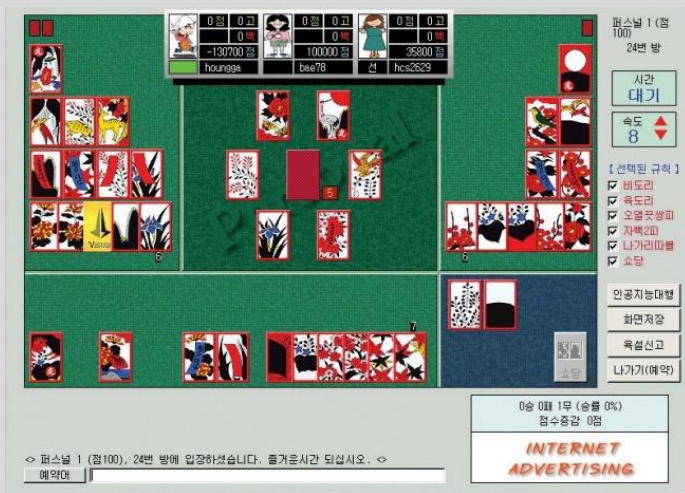 0점 0고
0백
-130700 점
houngga
0점 0고
0백
100000 점
bae78
0점 0고
0백
35800 점
선 hcs2629
퍼스널 1 (점
100)
24번 방
시간
대기
속도
8
[ 선택된 규칙 ]
비도리
육도리
오열끗쌍피
자백2피
나가리따블
쇼당
5
6
6
7
인공지능대행
화면저장
욕설신고
나가기(예약)
쇼당
0승 0패 1무 (승률 0%)
점수증감 0점
INTERNET
ADVERTISING
<> 퍼스널 1 (점100), 24번 방에 입장하셨습니다. 즐거운시간 되십시오. <>
예약어